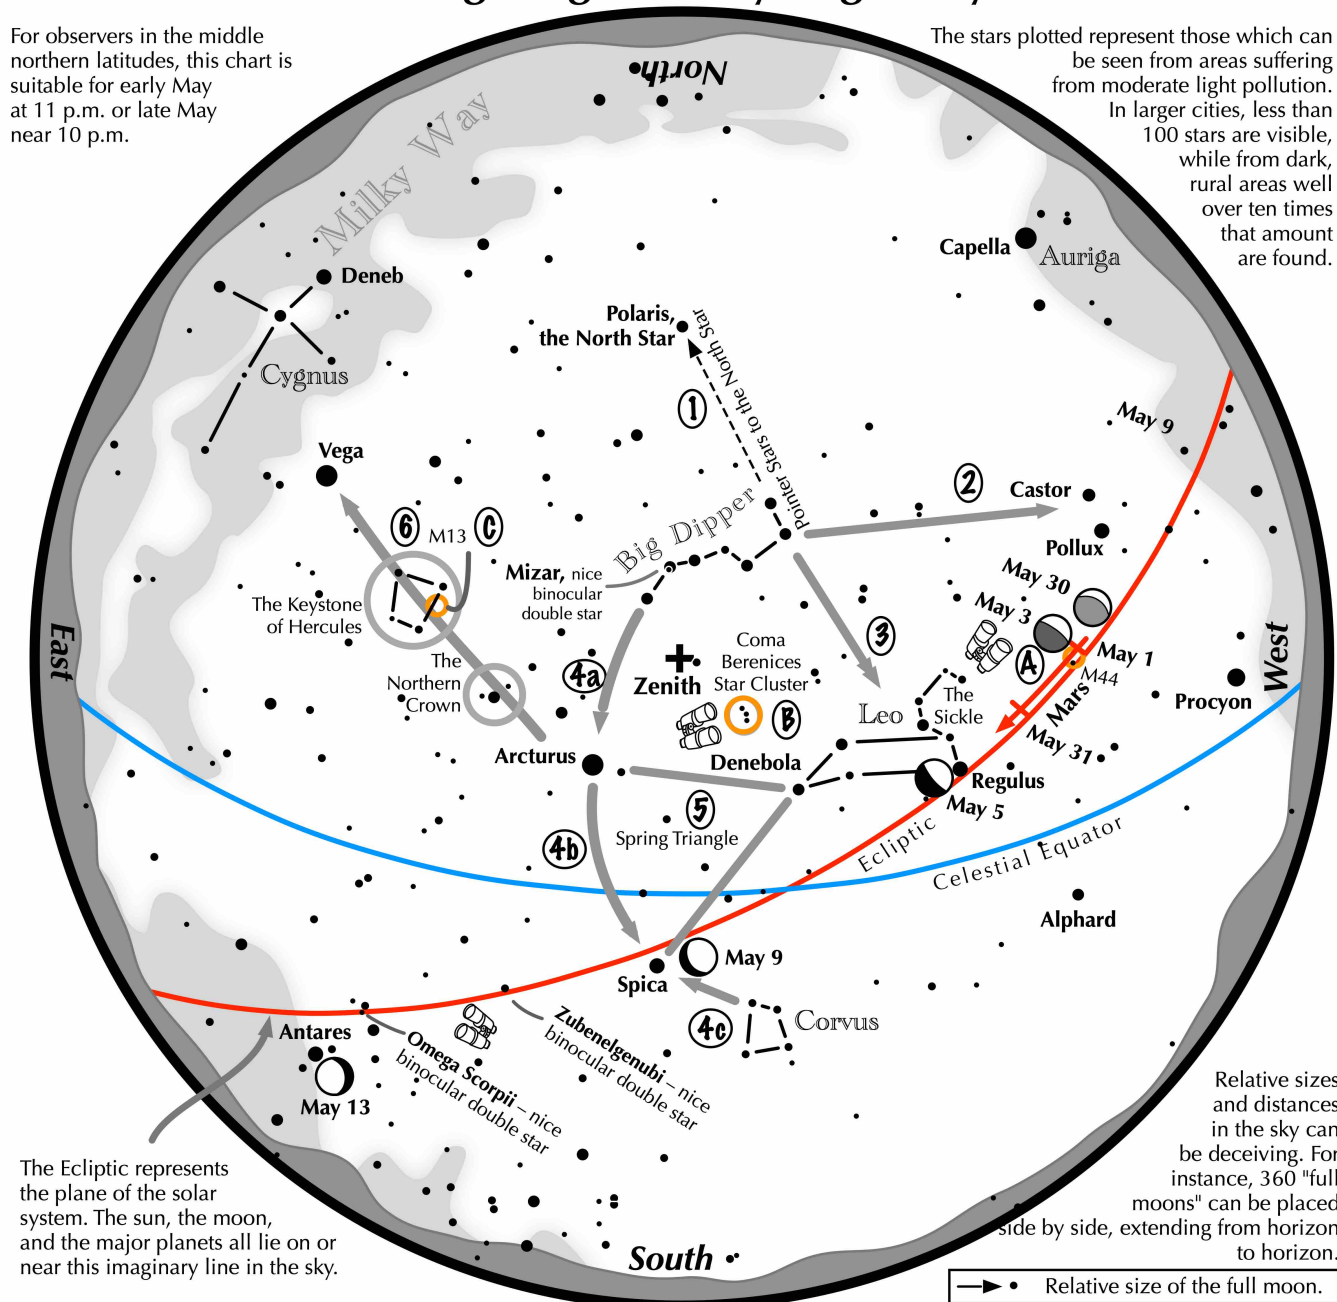 For observers in the middle
northern latitudes, this chart is
suitable for early May
at 11 p.m. or late May
near 10 p.m.
The stars plotted represent those which can
be seen from areas suffering
from moderate light pollution.
In larger cities, less than
100 stars are visible,
while from dark,
rural areas well
over ten times
that amount
are found.
North
Milky Way
Capella
Auriga
Deneb
Cygnus
Polaris,
the North Star
Pointer Stars to the North Star
1
May 9
Vega
2
Castor
Pollux
6
M13
C
Big Dipper
Mizar, nice
binocular
double star
The Keystone
of Hercules
May 30
May 3
A
May 1
M44
Mars
May 31
East
West
3
The
Northern
Crown
4a
Zenith
Coma
Berenices
Star Cluster
B
Leo
The
Sickle
Procyon
Arcturus
Denebola
Regulus
May 5
5
Spring Triangle
4b
Ecliptic
Celestial Equator
Alphard
Spica
May 9
4c
Corvus
Antares
May 13
Omega Scorpii – nice
binocular double star
Zubenelgenubi – nice
binocular double star
The Ecliptic represents
the plane of the solar
system. The sun, the moon,
and the major planets all lie on or
near this imaginary line in the sky.
South
Relative sizes
and distances
in the sky can
be deceiving. For
instance, 360 "full
moons" can be placed
side by side, extending from horizon
to horizon.
Relative size of the full moon.